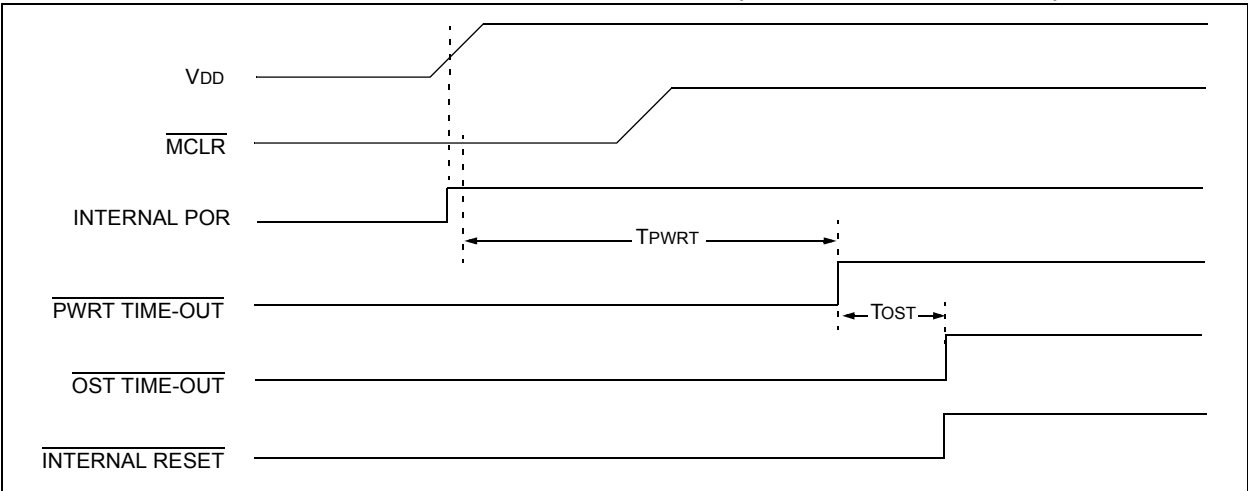 VDD
MCLR
INTERNAL POR
TPWRT
PWRT TIME-OUT
TOST
OST TIME-OUT
INTERNAL RESET